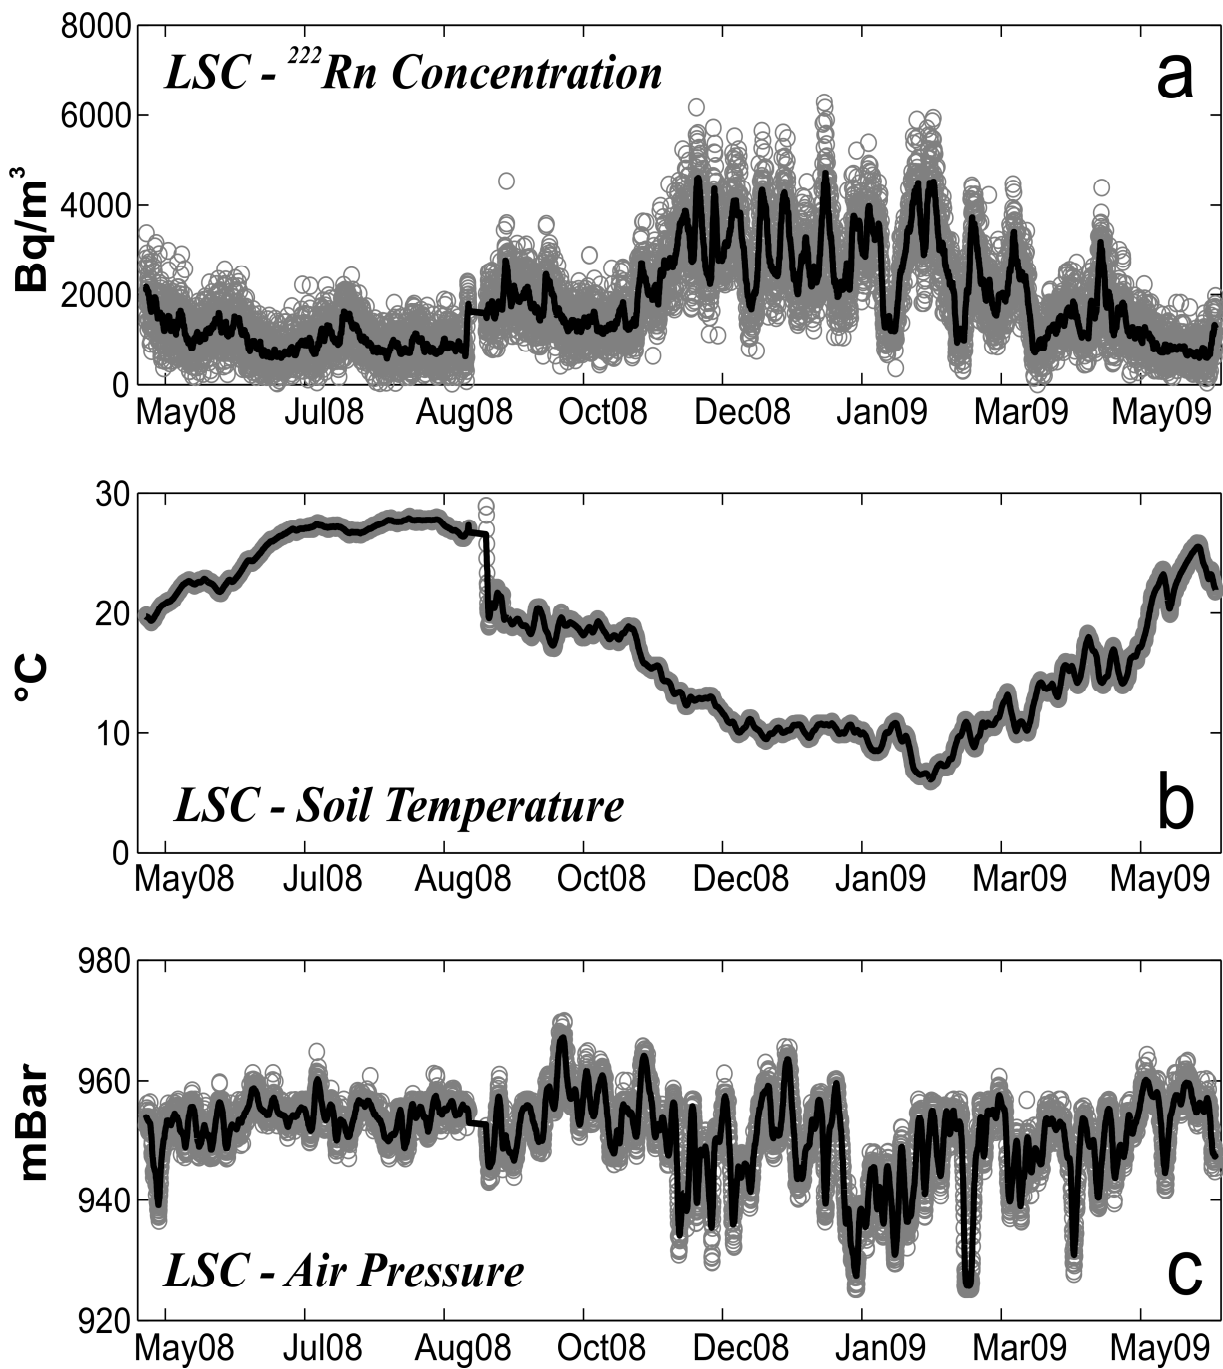 8000
LSC - ²²²Rn Concentration
a
6000
Bq/m³
4000
2000
0
May08 Jul08 Aug08 Oct08 Dec08 Jan09 Mar09 May09
30
20
°C
10
LSC - Soil Temperature
b
0
May08 Jul08 Aug08 Oct08 Dec08 Jan09 Mar09 May09
980
960
mBar
940
LSC - Air Pressure
c
920
May08 Jul08 Aug08 Oct08 Dec08 Jan09 Mar09 May09